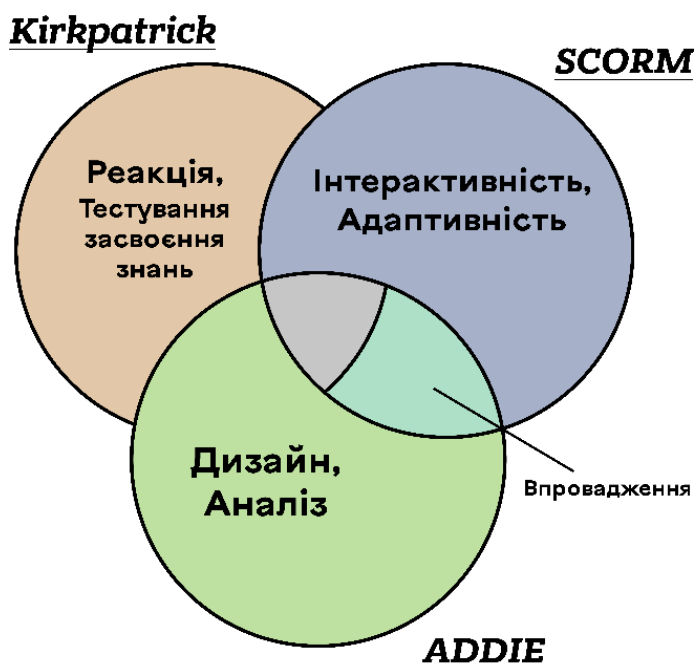 Kirkpatrick
SCORM
Реакція,
Тестування
засвоєння
знань
Інтерактивність,
Адаптивність
Дизайн,
Аналіз
Впровадження
ADDIE